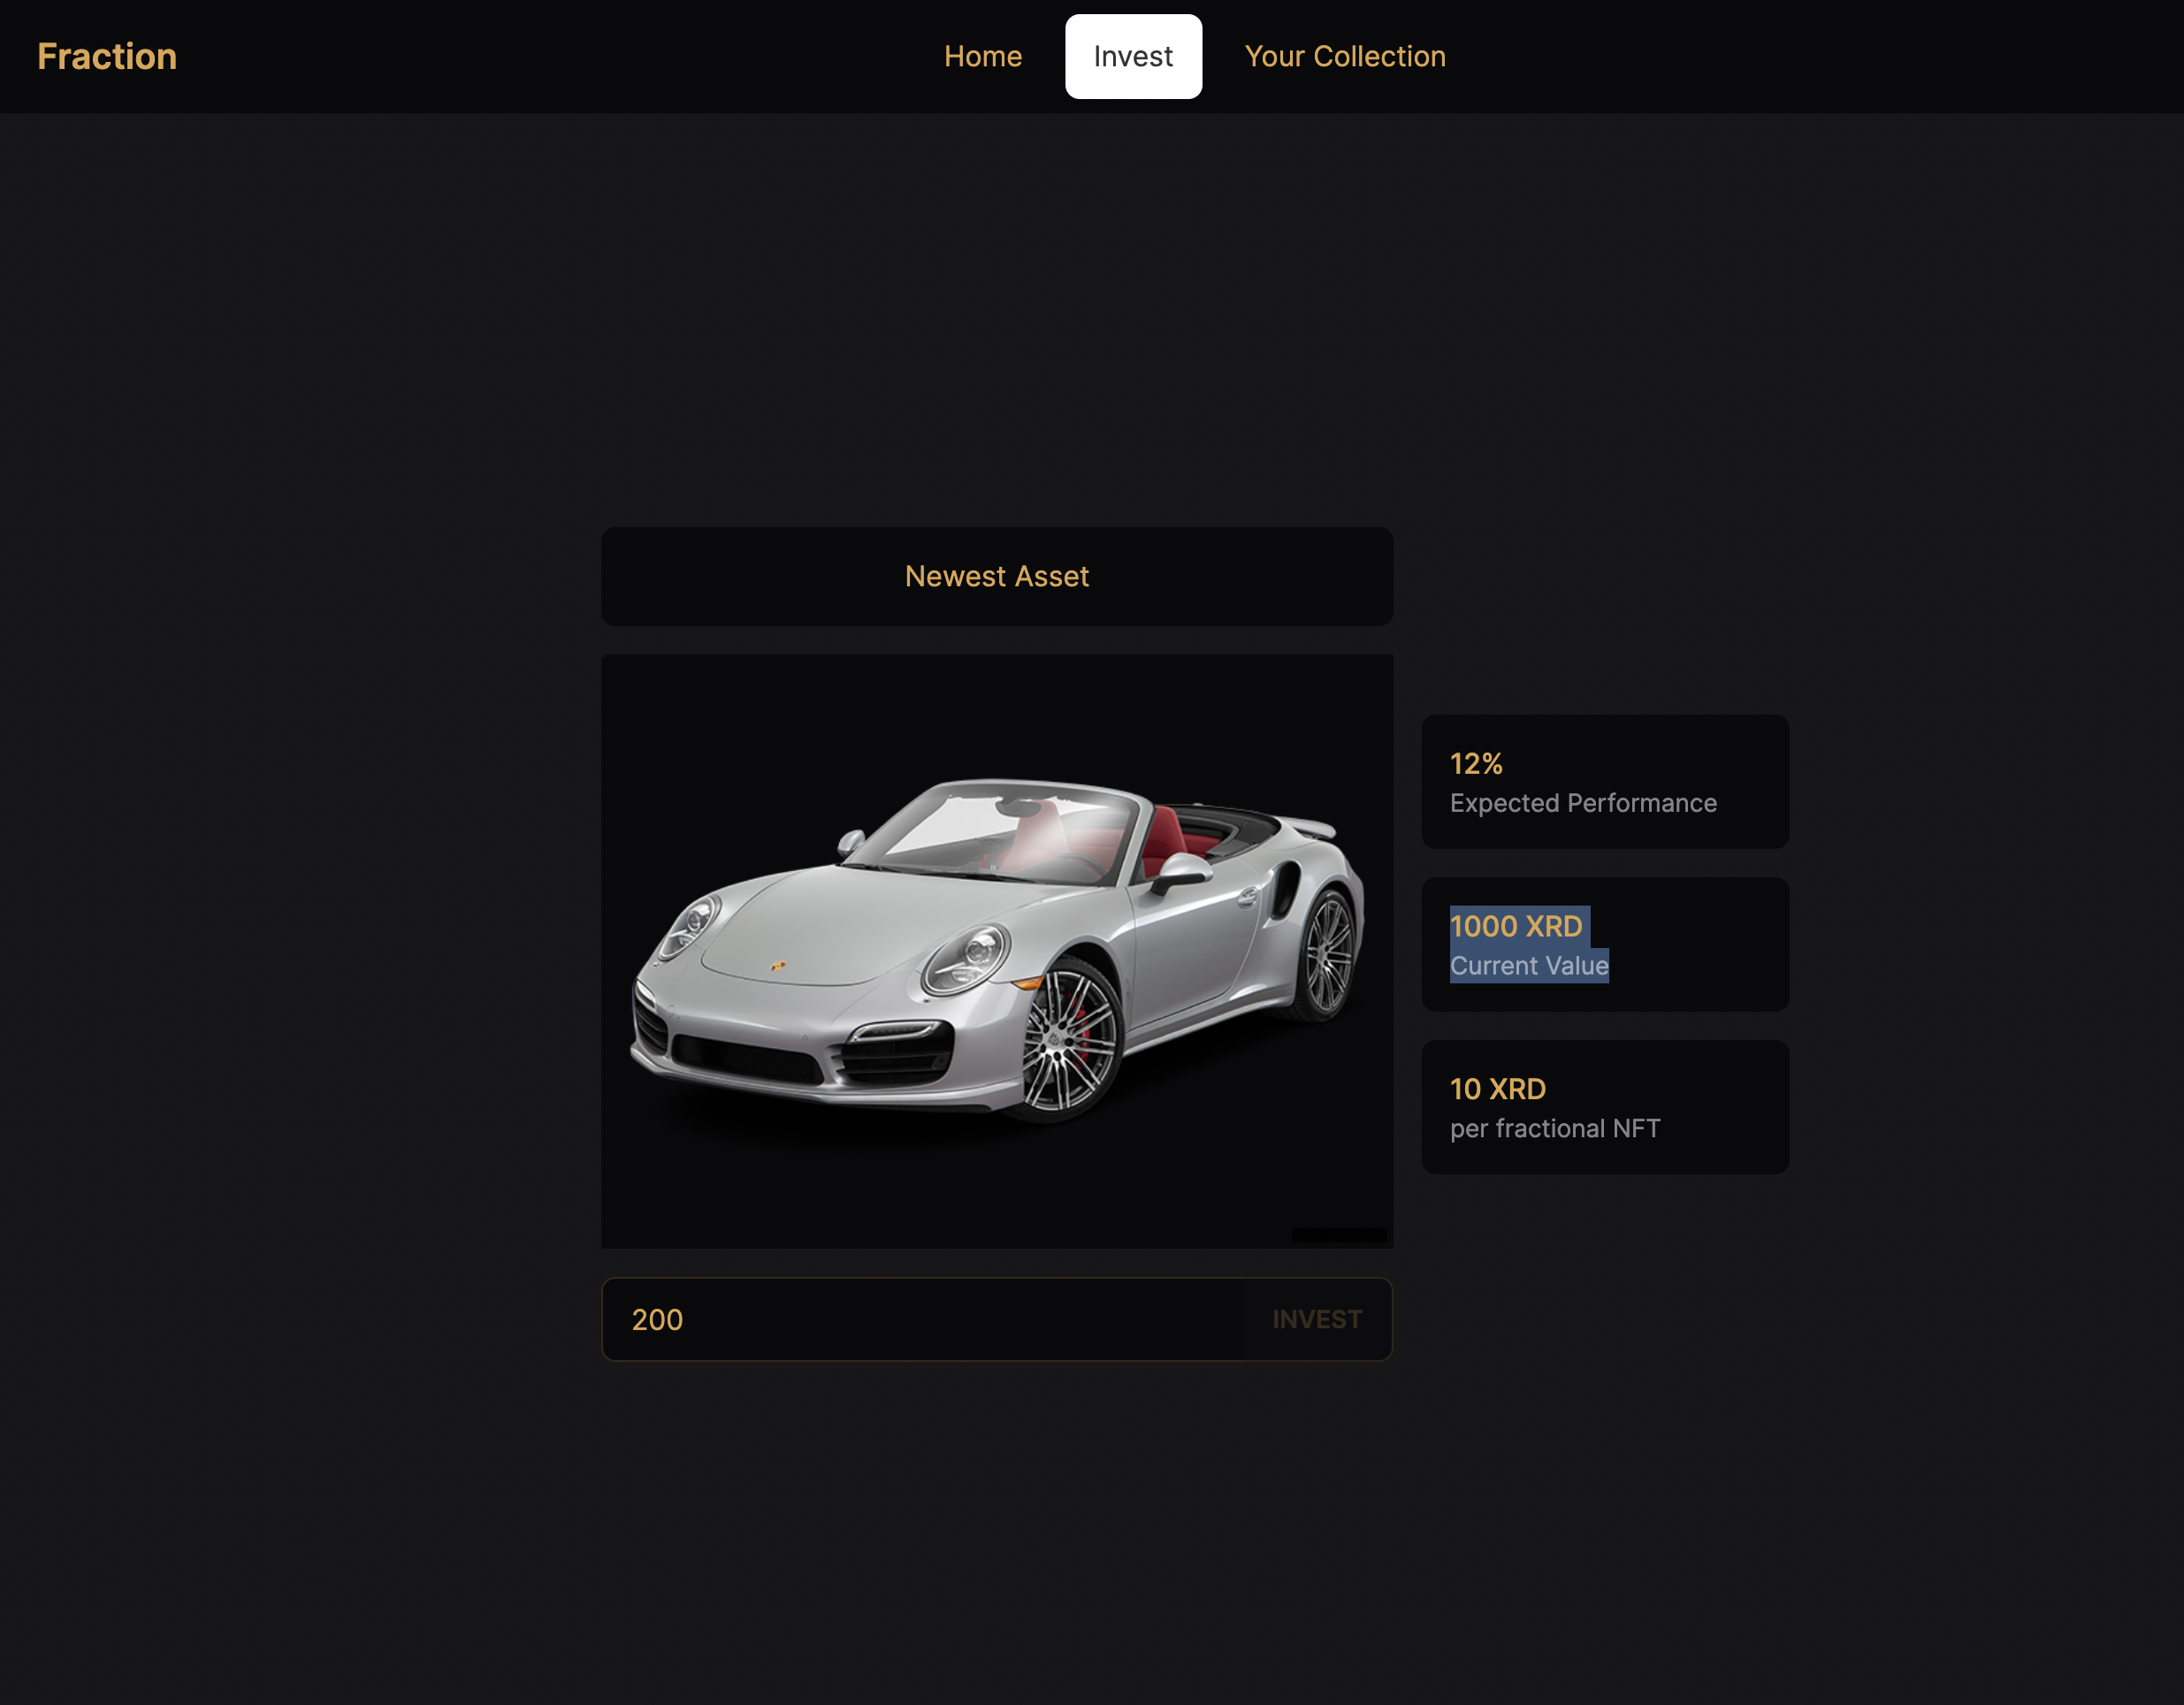 Fraction
Home
Invest
Your Collection
Newest Asset
12%
Expected Performance
1000 XRD
Current Value
10 XRD
per fractional NFT
200
INVEST